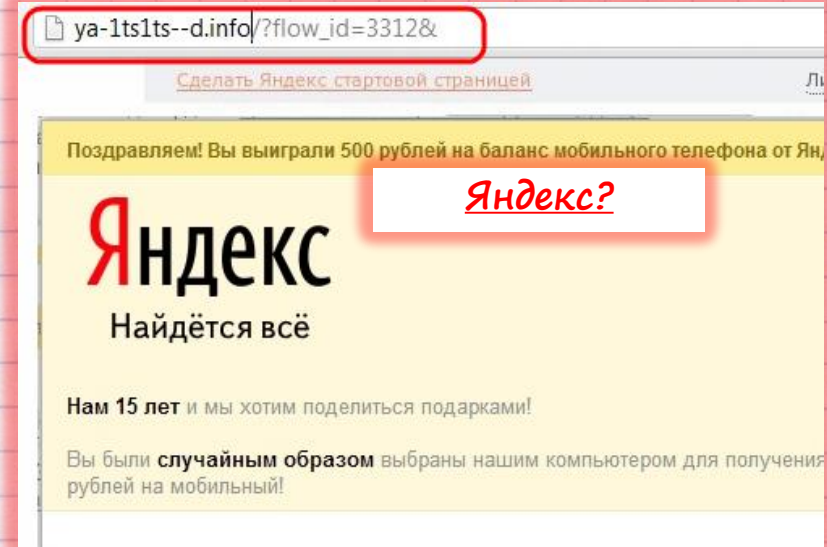 ya-1ts1ts--d.info/?flow_id=3312&
Сделать Яндекс стартовой страницей
Поздравляем! Вы выиграли 500 рублей на баланс мобильного телефона от
Яндекс?
Яндекс
Найдётся всё
Нам 15 лет и мы хотим поделиться подарками!
Вы были случайным образом выбраны нашим компьютером для получения
рублей на мобильный!